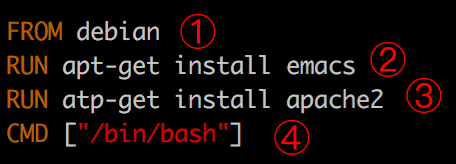 FROM debian ①
RUN apt-get install emacs ②
RUN atp-get install apache2 ③
CMD ["/bin/bash"] ④